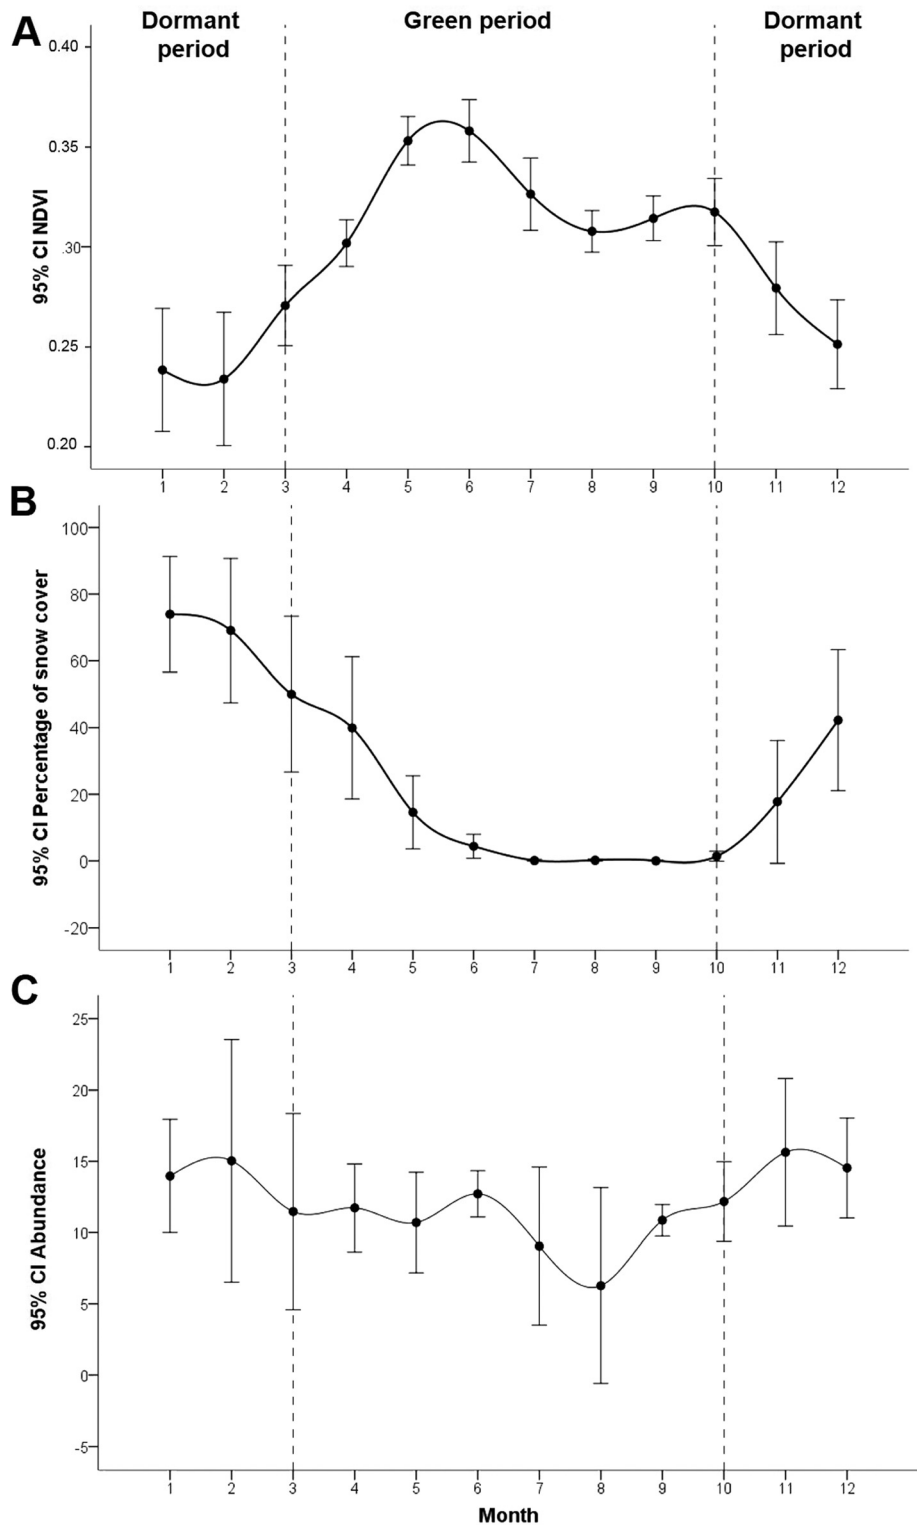 A
Dormant period
Green period
Dormant period
95% CI NDVI
0.40
0.35
.30
0.25
0.20
1 2 3 4 5 6 7 8 9 10 11 12
B
95% CI Percentage of snow cover
100
80
60
40
20
0
-20
1 2 3 4 5 6 7 8 9 10 11 12
C
95% CI Abundance
25
20
15
10
5
0
-5
1 2 3 4 5 6 7 8 9 10 11 12
Month